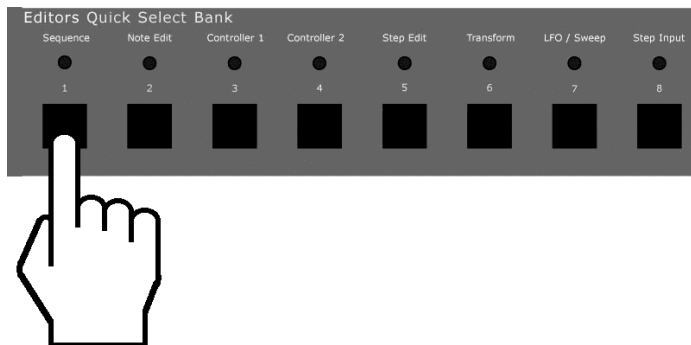 Editors Quick Select Bank
Sequence Note Edit Controller 1 Controller 2 Step Edit Transform LFO / Sweep Step Input
1 2 3 4 5 6 7 8